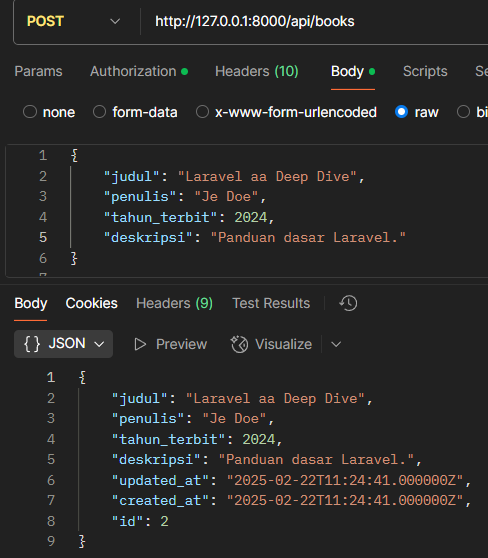 POST http://127.0.0.1:8000/api/books
Params Authorization Headers (10) Body Scripts
none form-data x-www-form-urlencoded raw
1 {
2 "judul": "Laravel aa Deep Dive",
3 "penulis": "Je Doe",
4 "tahun_terbit": 2024,
5 "deskripsi": "Panduan dasar Laravel."
6 }
Body Cookies Headers (9) Test Results
{} JSON Preview Visualize
1 {
2 "judul": "Laravel aa Deep Dive",
3 "penulis": "Je Doe",
4 "tahun_terbit": 2024,
5 "deskripsi": "Panduan dasar Laravel.",
6 "updated_at": "2025-02-22T11:24:41.000000Z",
7 "created_at": "2025-02-22T11:24:41.000000Z",
8 "id": 2
9 }